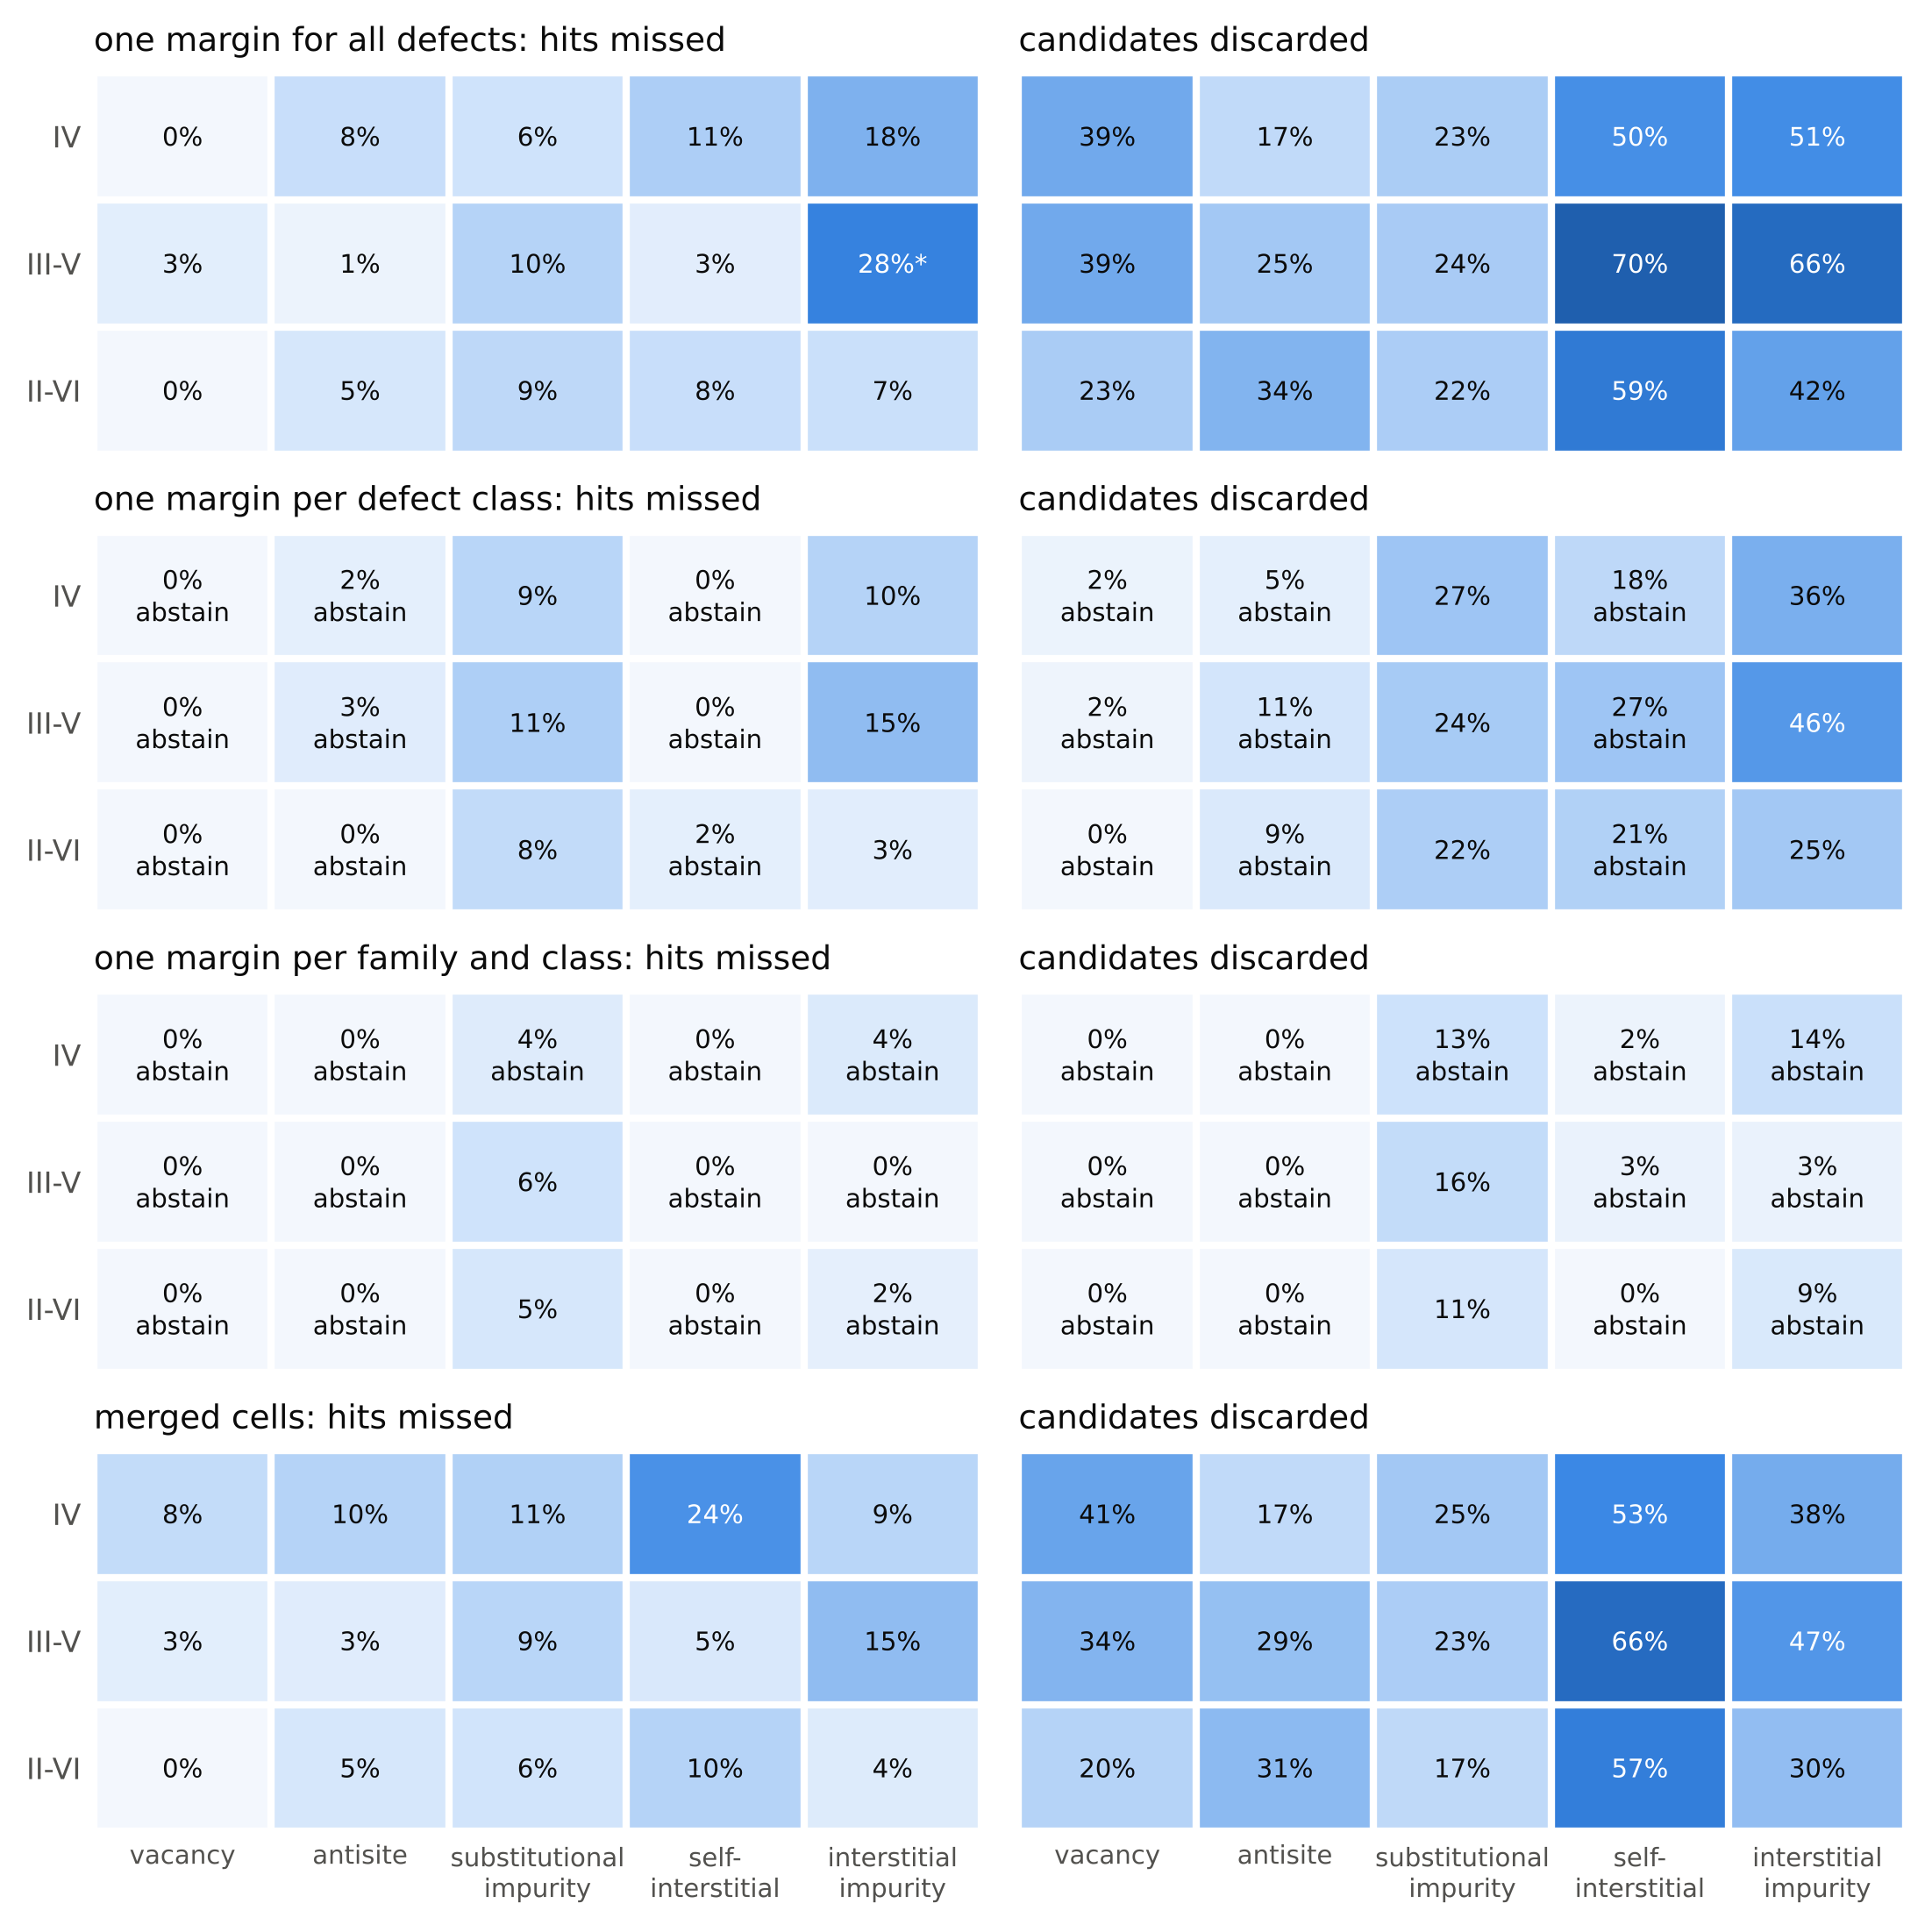 one margin for all defects: hits missed
candidates discarded
IV
0%
8%
6%
11%
18%
39%
17%
23%
50%
51%
III-V
3%
1%
10%
3%
28%*
39%
25%
24%
70%
66%
II-VI
0%
5%
9%
8%
7%
23%
34%
22%
59%
42%
one margin per defect class: hits missed
candidates discarded
IV
0%
abstain
2%
abstain
9%
0%
abstain
10%
2%
abstain
5%
abstain
27%
18%
abstain
36%
III-V
0%
abstain
3%
abstain
11%
0%
abstain
15%
2%
abstain
11%
abstain
24%
27%
abstain
46%
II-VI
0%
abstain
0%
abstain
8%
2%
abstain
3%
0%
abstain
9%
abstain
22%
21%
abstain
25%
one margin per family and class: hits missed
candidates discarded
IV
0%
abstain
0%
abstain
4%
abstain
0%
abstain
4%
abstain
0%
abstain
0%
abstain
13%
abstain
2%
abstain
14%
abstain
III-V
0%
abstain
0%
abstain
6%
0%
abstain
0%
abstain
0%
abstain
0%
abstain
16%
3%
abstain
3%
abstain
II-VI
0%
abstain
0%
abstain
5%
0%
abstain
2%
abstain
0%
abstain
0%
abstain
11%
0%
abstain
9%
abstain
merged cells: hits missed
candidates discarded
IV
8%
10%
11%
24%
9%
41%
17%
25%
53%
38%
III-V
3%
3%
9%
5%
15%
34%
29%
23%
66%
47%
II-VI
0%
5%
6%
10%
4%
20%
31%
17%
57%
30%
vacancy
antisite
substitutional
impurity
self-
interstitial
interstitial
impurity
vacancy
antisite
substitutional
impurity
self-
interstitial
interstitial
impurity